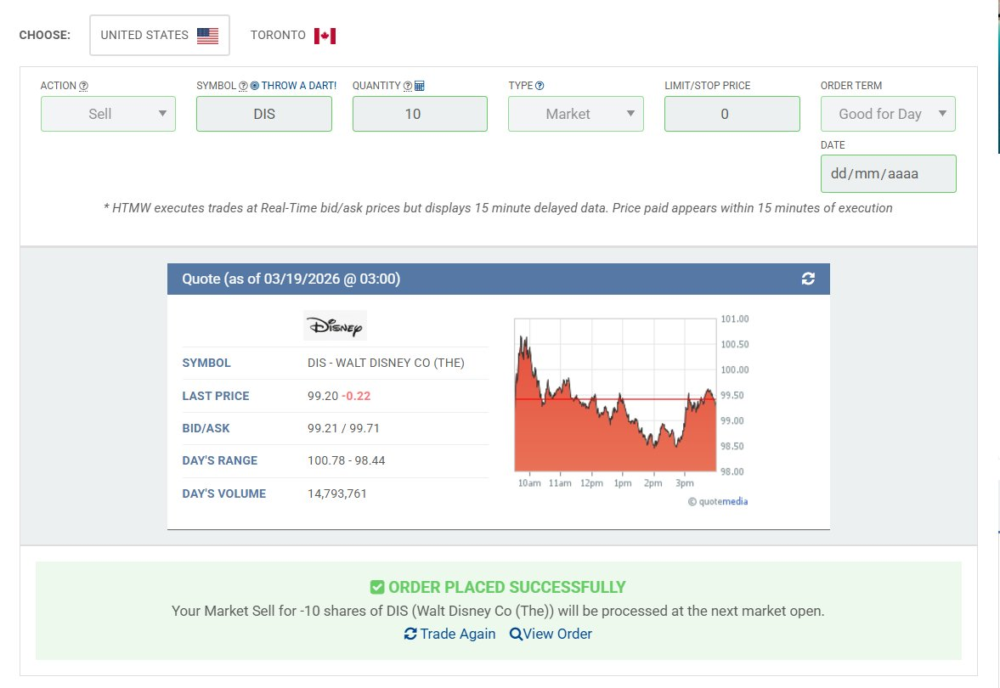 CHOOSE: UNITED STATES TORONTO
ACTION SYMBOL THROW A DART! QUANTITY TYPE LIMIT/STOP PRICE ORDER TERM
Sell DIS 10 Market 0 Good for Day
DATE
dd/mm/aaaa
* HTMW executes trades at Real-Time bid/ask prices but displays 15 minute delayed data. Price paid appears within 15 minutes of execution
Quote (as of 03/19/2026 @ 03:00)
Disney
SYMBOL DIS - WALT DISNEY CO (THE)
LAST PRICE 99.20 -0.22
BID/ASK 99.21 / 99.71
DAY'S RANGE 100.78 - 98.44
DAY'S VOLUME 14,793,761
101.00
100.50
100.00
99.50
99.00
98.50
98.00
10am 11am 12pm 1pm 2pm 3pm
© quotemedia
ORDER PLACED SUCCESSFULLY
Your Market Sell for -10 shares of DIS (Walt Disney Co (The)) will be processed at the next market open.
Trade Again View Order